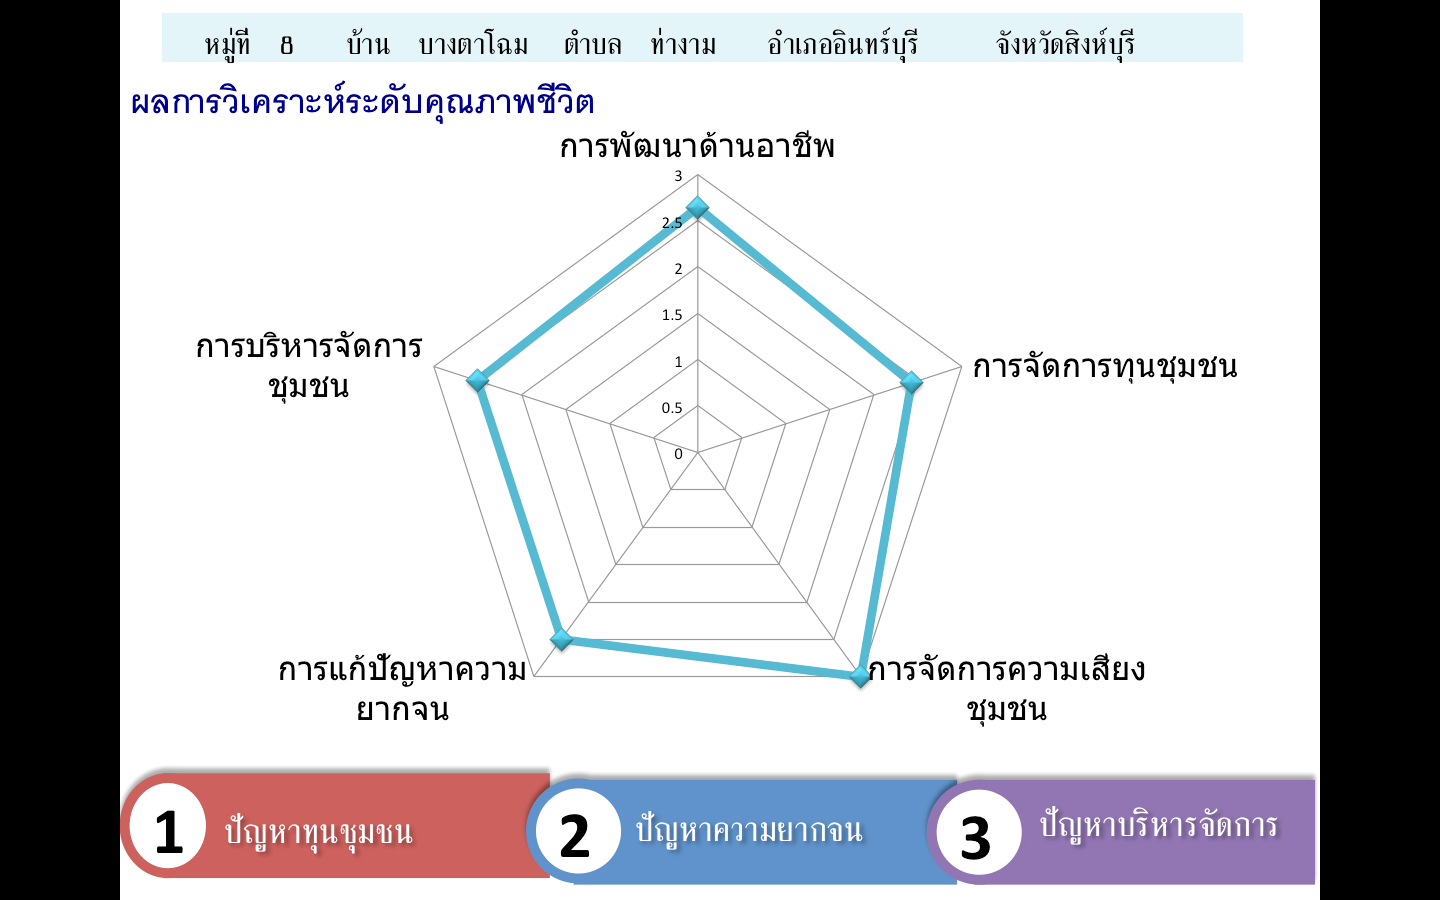 หมู่ที่ 8 บ้าน บางตาโฉม ตำบล ท่างาม อำเภออินทร์บุรี จังหวัดสิงห์บุรี
ผลการวิเคราะห์ระดับคุณภาพชีวิต
การพัฒนาด้านอาชีพ
3
2.5
2
1.5
1
0.5
0
การบริหารจัดการ
ชุมชน
การจัดการทุนชุมชน
การแก้ปัญหาความ
ยากจน
การจัดการความเสี่ยง
ชุมชน
1 ปัญหาทุนชุมชน
2 ปัญหาความยากจน
3 ปัญหาบริหารจัดการ